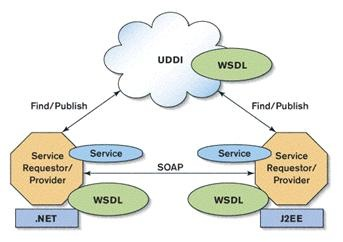 UDDI
WSDL
Find/Publish
Find/Publish
Service
Requestor/
Provider
Service
SOAP
Service
Service
Requestor/
Provider
WSDL
WSDL
.NET
J2EE